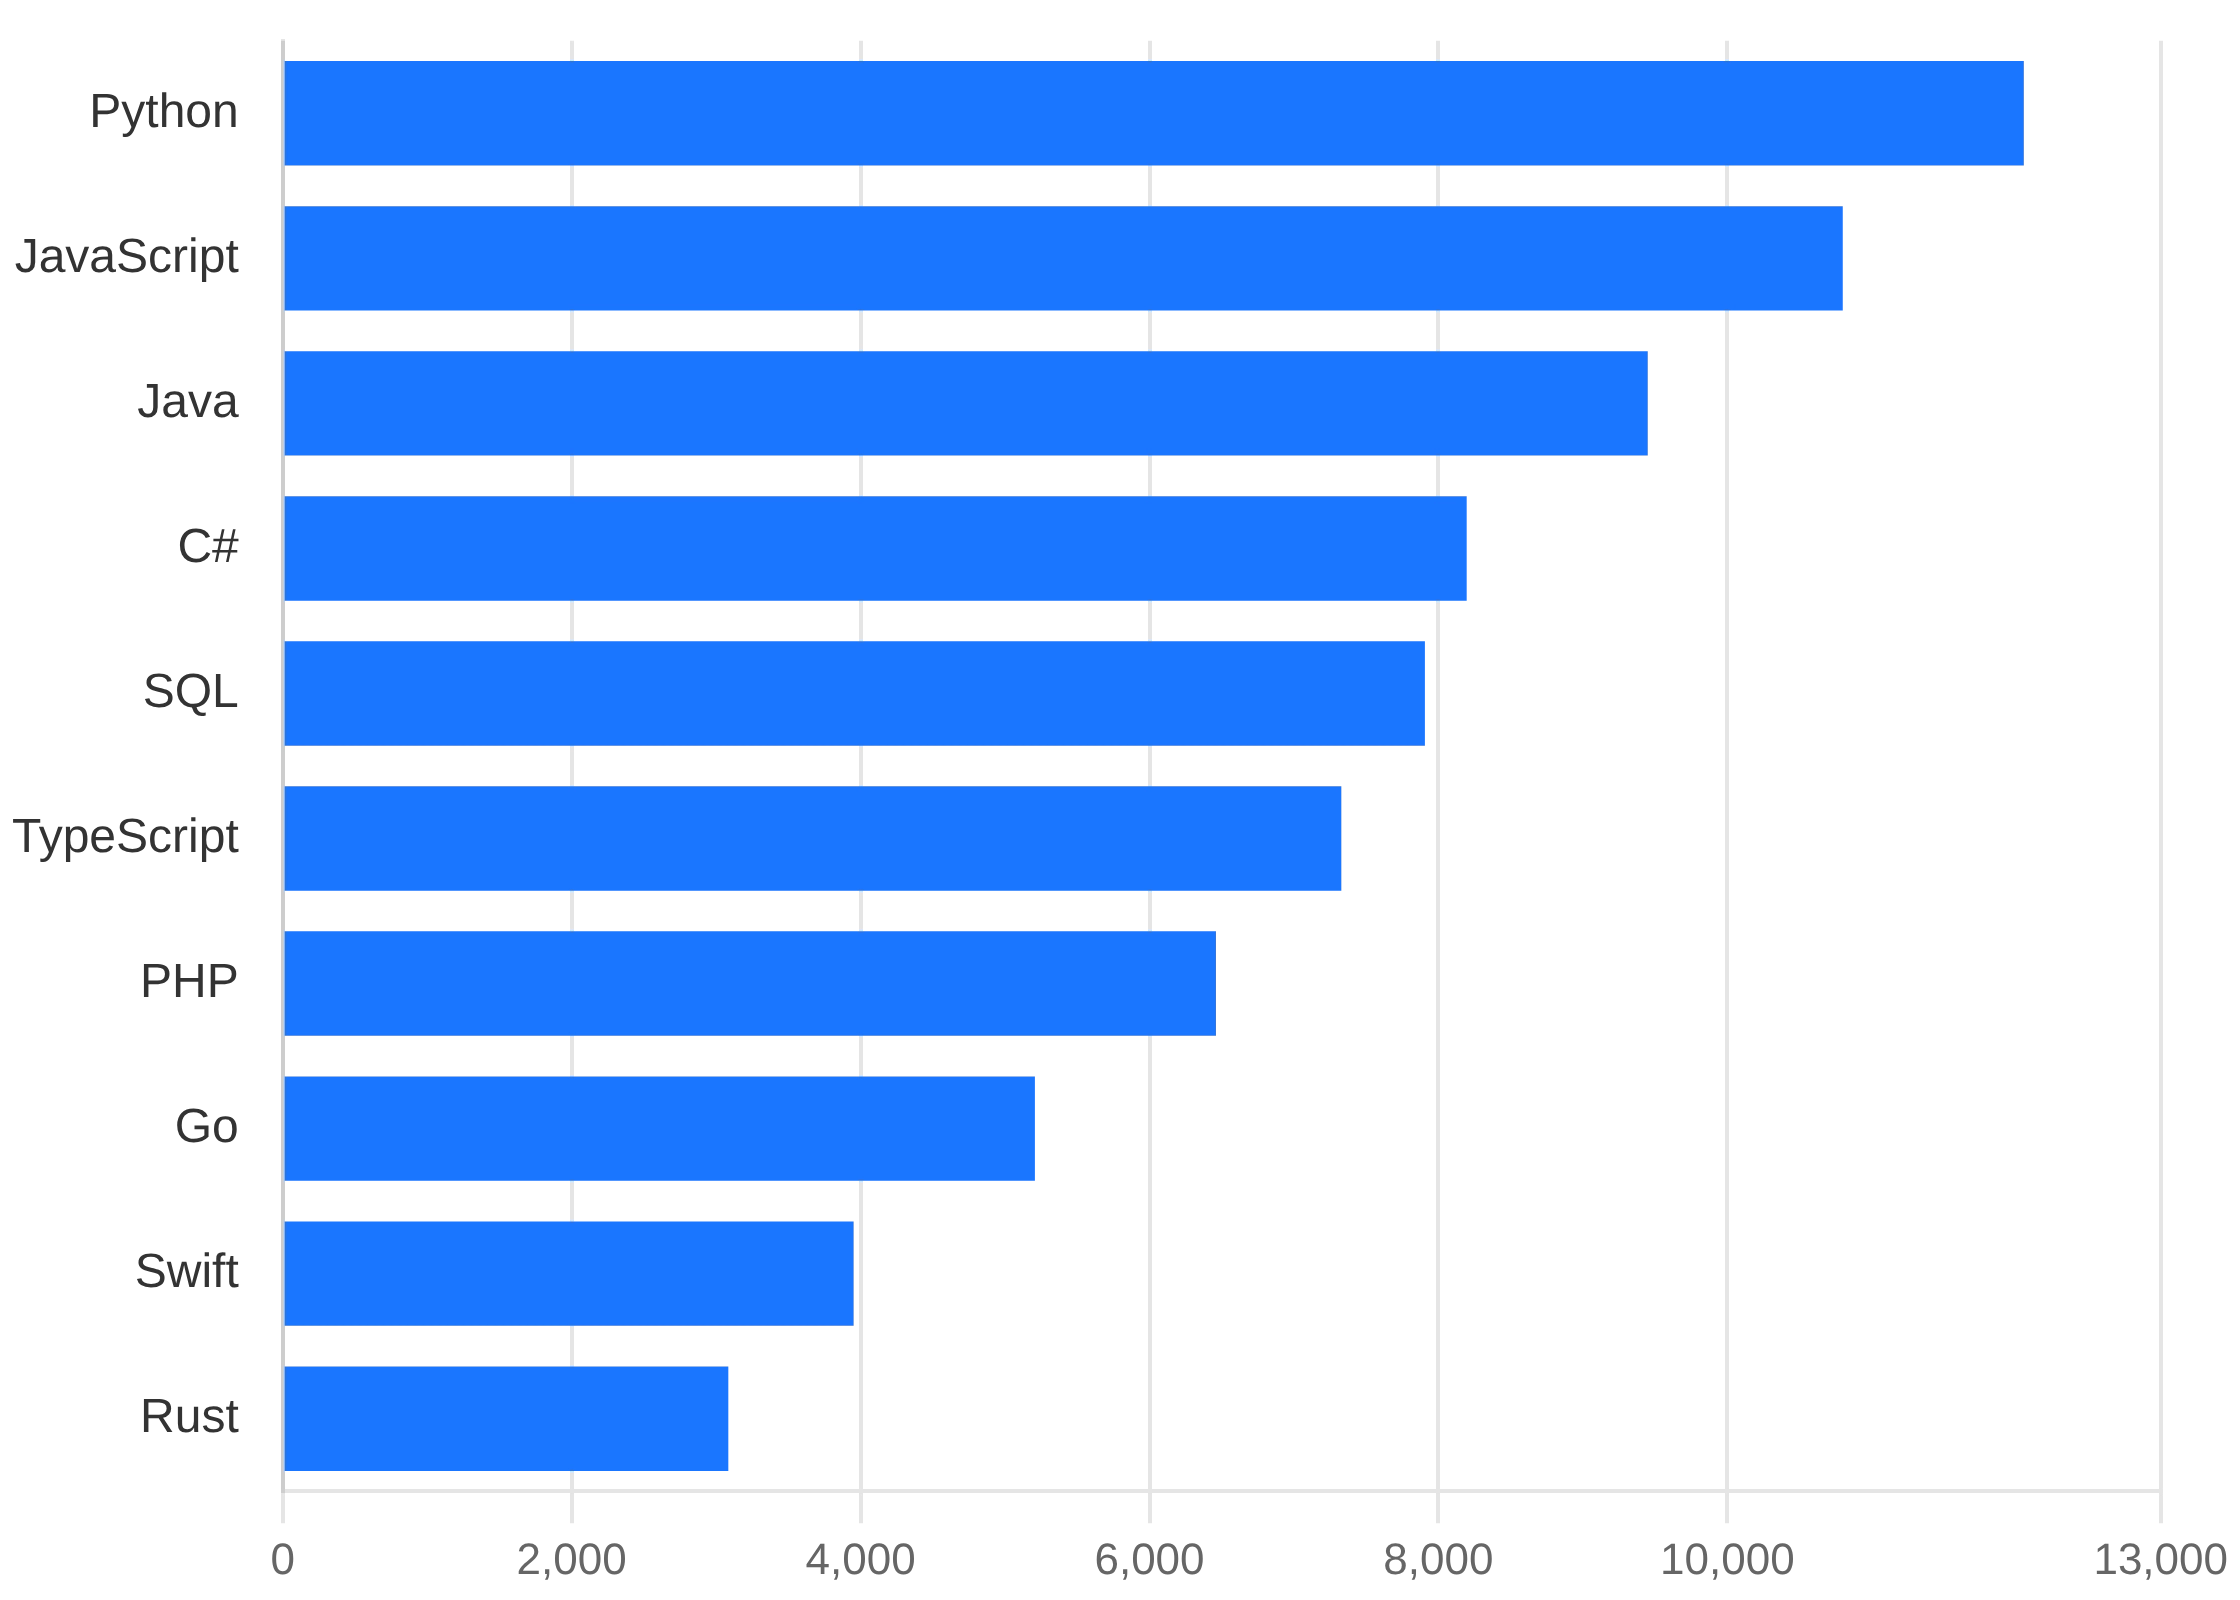 Python
JavaScript
Java
C#
SQL
TypeScript
PHP
Go
Swift
Rust
0 2,000 4,000 6,000 8,000 10,000 13,000